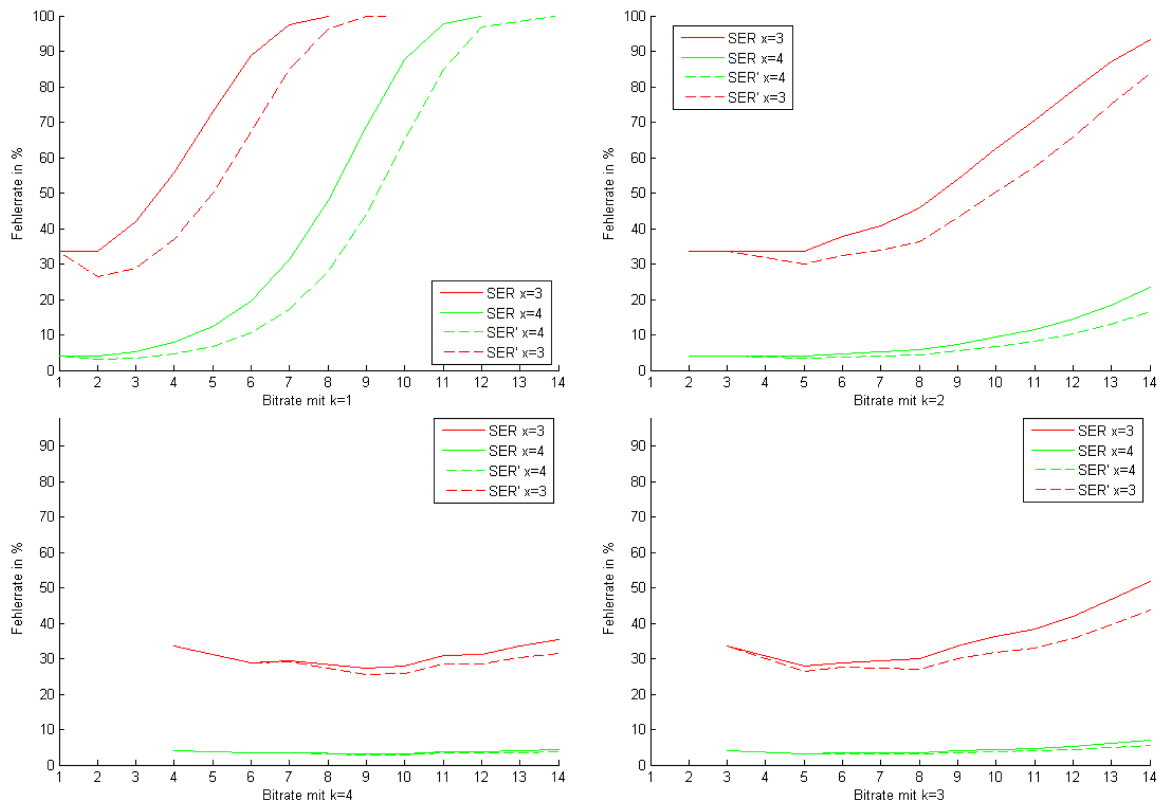 100
90
80
70
60
50
40
30
20
10
0
Fehlerrate in %
SER x=3
SER x=4
SER' x=4
SER' x=3
1 2 3 4 5 6 7 8 9 10 11 12 13 14
Bitrate mit k=1
100
90
80
70
60
50
40
30
20
10
0
Fehlerrate in %
SER x=3
SER x=4
SER' x=4
SER' x=3
1 2 3 4 5 6 7 8 9 10 11 12 13 14
Bitrate mit k=2
90
80
70
60
50
40
30
20
10
0
Fehlerrate in %
SER x=3
SER x=4
SER' x=4
SER' x=3
1 2 3 4 5 6 7 8 9 10 11 12 13 14
Bitrate mit k=4
90
80
70
60
50
40
30
20
10
0
Fehlerrate in %
SER x=3
SER x=4
SER' x=4
SER' x=3
1 2 3 4 5 6 7 8 9 10 11 12 13 14
Bitrate mit k=3